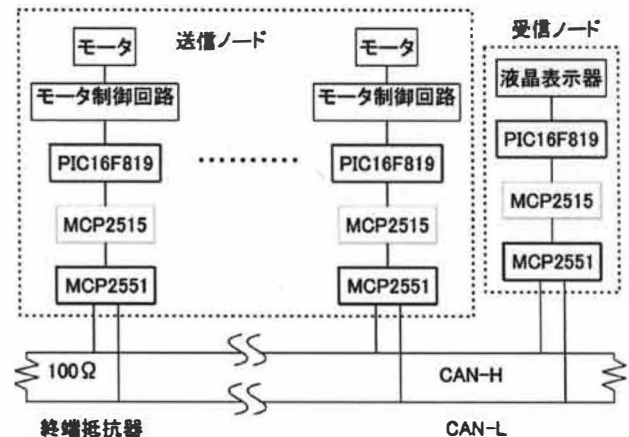 送信ノード
受信ノード
モータ
モータ
液晶表示器
モータ制御回路
モータ制御回路
PIC16F819
PIC16F819
PIC16F819
MCP2515
MCP2515
MCP2515
MCP2551
MCP2551
MCP2551
100Ω
CAN-H
終端抵抗器
CAN-L